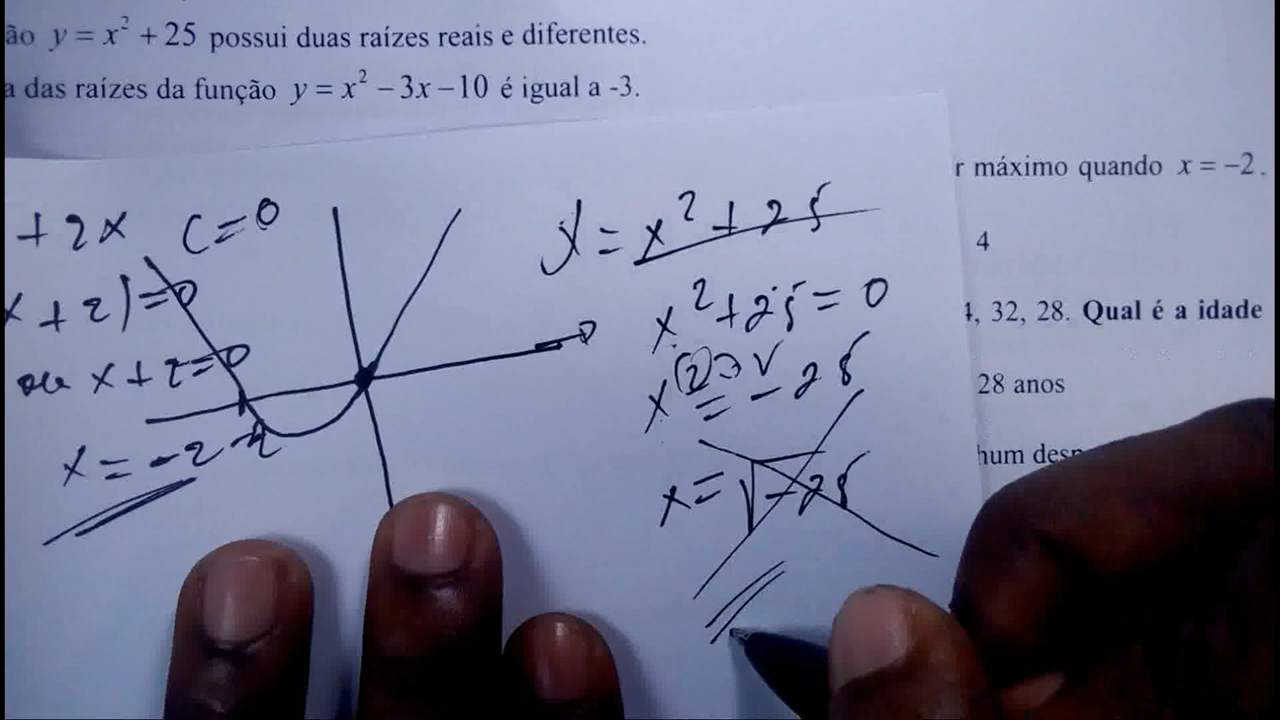 ão y = x² + 25 possui duas raízes reais e diferentes.
a das raízes da função y = x² − 3x − 10 é igual a -3.
r máximo quando x = −2.
4
4, 32, 28. Qual é a idade
28 anos
hum
+ 2x C = 0
x + 2) = 0
ou x + 2 = 0
x = -2
-2
y = x² + 25
x² + 25 = 0
x² = - 25
x = √-25